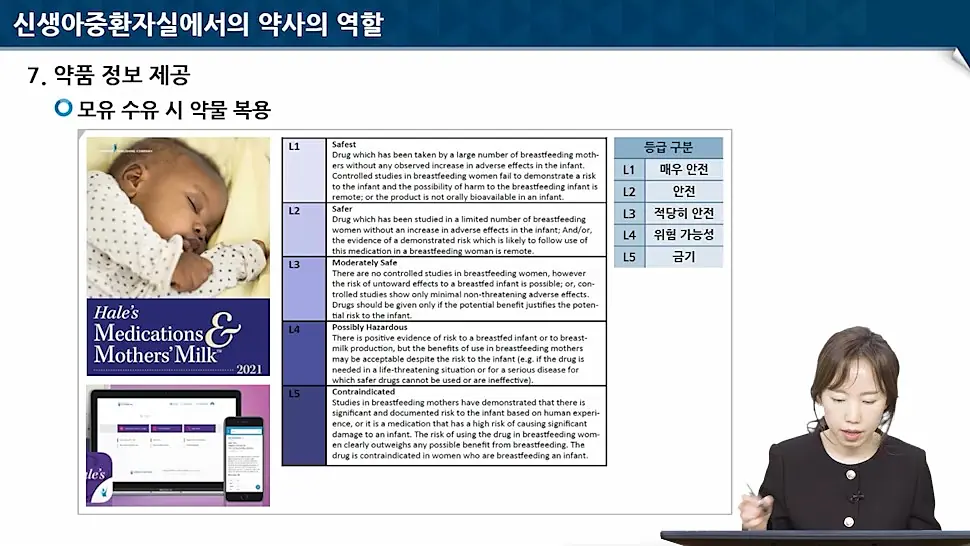 신생아중환자실에서의 약사의 역할
7. 약품 정보 제공
모유 수유 시 약물 복용
Hale's
Medications &
Mothers' Milk™
2021
L1
Safest
Drug which has been taken by a large number of breastfeeding moth-
ers without any observed increase in adverse effects in the infant.
Controlled studies in breastfeeding women fail to demonstrate a risk
to the infant and the possibility of harm to the breastfeeding infant is
remote; or the product is not orally bioavailable in an infant.
L2
Safer
Drug which has been studied in a limited number of breastfeeding
women without an increase in adverse effects in the infant; And/or,
the evidence of a demonstrated risk which is likely to follow use of
this medication in a breastfeeding woman is remote.
L3
Moderately Safe
There are no controlled studies in breastfeeding women, however
the risk of untoward effects to a breastfed infant is possible; or, con-
trolled studies show only minimal non-threatening adverse effects.
Drugs should be given only if the potential benefit justifies the poten-
tial risk to the infant.
L4
Possibly Hazardous
There is positive evidence of risk to a breastfed infant or to breast-
milk production, but the benefits of use in breastfeeding mothers
may be acceptable despite the risk to the infant (e.g. if the drug is
needed in a life-threatening situation or for a serious disease for
which safer drugs cannot be used or are ineffective).
L5
Contraindicated
Studies in breastfeeding mothers have demonstrated that there is
significant and documented risk to the infant based on human experi-
ence, or it is a medication that has a high risk of causing significant
damage to an infant. The risk of using the drug in breastfeeding wom-
en clearly outweighs any possible benefit from breastfeeding. The
drug is contraindicated in women who are breastfeeding an infant.
등급 구분
L1 매우 안전
L2 안전
L3 적당히 안전
L4 위험 가능성
L5 금기